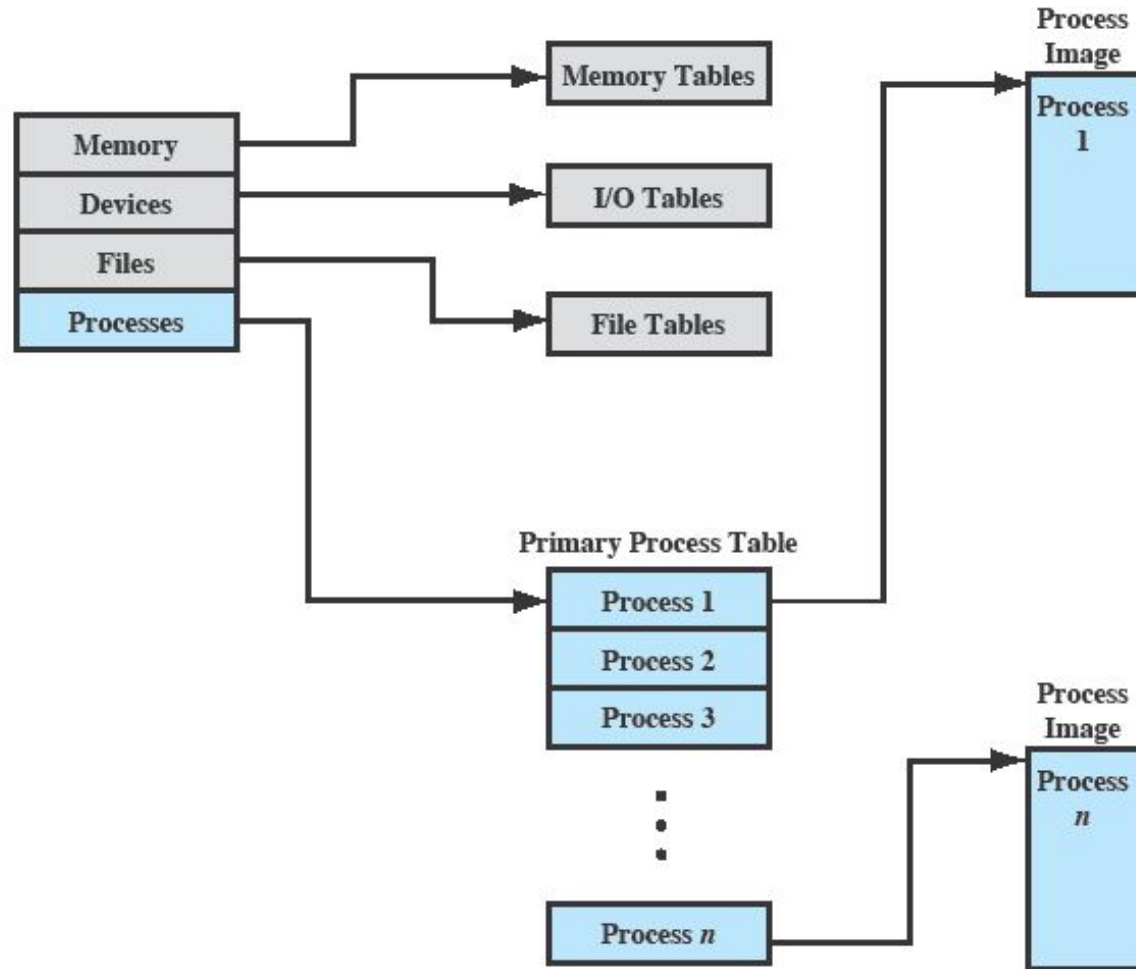 Memory
Devices
Files
Processes
Memory Tables
I/O Tables
File Tables
Primary Process Table
Process 1
Process 2
Process 3
Process n
Process
Image
Process
1
Process
Image
Process
n